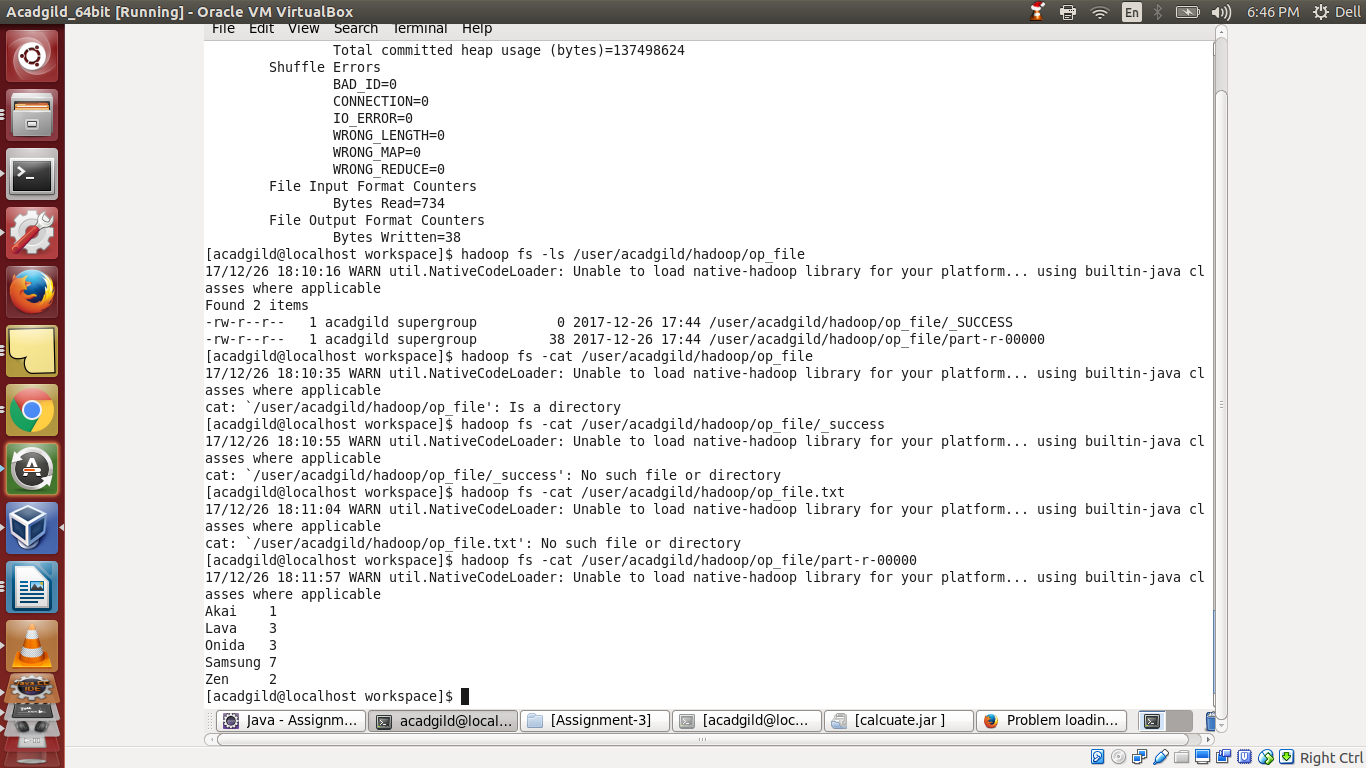 Acadgild_64bit [Running] - Oracle VM VirtualBox
En
6:46 PM
Dell
File Edit View Search Terminal Help
Total committed heap usage (bytes)=137498624
Shuffle Errors
BAD_ID=0
CONNECTION=0
IO_ERROR=0
WRONG_LENGTH=0
WRONG_MAP=0
WRONG_REDUCE=0
File Input Format Counters
Bytes Read=734
File Output Format Counters
Bytes Written=38
[acadgild@localhost workspace]$ hadoop fs -ls /user/acadgild/hadoop/op_file
17/12/26 18:10:16 WARN util.NativeCodeLoader: Unable to load native-hadoop library for your platform... using builtin-java cl
asses where applicable
Found 2 items
-rw-r--r--   1 acadgild supergroup          0 2017-12-26 17:44 /user/acadgild/hadoop/op_file/_SUCCESS
-rw-r--r--   1 acadgild supergroup         38 2017-12-26 17:44 /user/acadgild/hadoop/op_file/part-r-00000
[acadgild@localhost workspace]$ hadoop fs -cat /user/acadgild/hadoop/op_file
17/12/26 18:10:35 WARN util.NativeCodeLoader: Unable to load native-hadoop library for your platform... using builtin-java cl
asses where applicable
cat: `/user/acadgild/hadoop/op_file': Is a directory
[acadgild@localhost workspace]$ hadoop fs -cat /user/acadgild/hadoop/op_file/_success
17/12/26 18:10:55 WARN util.NativeCodeLoader: Unable to load native-hadoop library for your platform... using builtin-java cl
asses where applicable
cat: `/user/acadgild/hadoop/op_file/_success': No such file or directory
[acadgild@localhost workspace]$ hadoop fs -cat /user/acadgild/hadoop/op_file.txt
17/12/26 18:11:04 WARN util.NativeCodeLoader: Unable to load native-hadoop library for your platform... using builtin-java cl
asses where applicable
cat: `/user/acadgild/hadoop/op_file.txt': No such file or directory
[acadgild@localhost workspace]$ hadoop fs -cat /user/acadgild/hadoop/op_file/part-r-00000
17/12/26 18:11:57 WARN util.NativeCodeLoader: Unable to load native-hadoop library for your platform... using builtin-java cl
asses where applicable
Akai    1
Lava    3
Onida   3
Samsung 7
Zen     2
[acadgild@localhost workspace]$
Java - Assignm... acadgild@local... [Assignment-3] [acadgild@loc... [calcuate.jar ] Problem loadin...
Right Ctrl